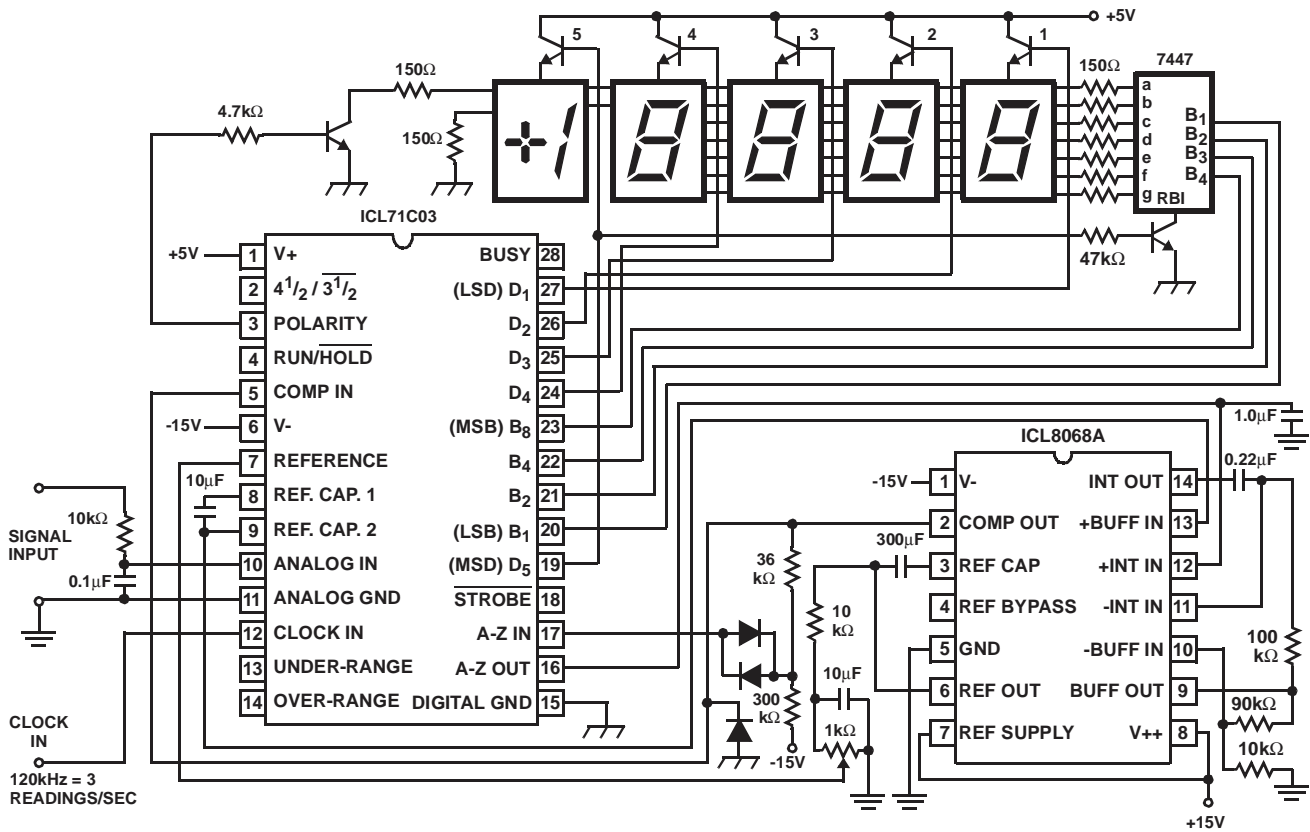 +5V
5
4
3
2
1
7447
150Ω
150Ω
4.7kΩ
150Ω
+1
8
8
8
8
a
b
c
d
e
f
g
B1
B2
B3
B4
RBI
47kΩ
ICL71C03
+5V
1 V+
2 4 1/2 / 3 1/2
3 POLARITY
4 RUN/HOLD
5 COMP IN
-15V
6 V-
7 REFERENCE
8 REF. CAP. 1
9 REF. CAP. 2
10 ANALOG IN
11 ANALOG GND
12 CLOCK IN
13 UNDER-RANGE
14 OVER-RANGE
BUSY 28
(LSD) D1 27
D2 26
D3 25
D4 24
(MSB) B8 23
B4 22
B2 21
(LSB) B1 20
(MSD) D5 19
STROBE 18
A-Z IN 17
A-Z OUT 16
DIGITAL GND 15
10μF
SIGNAL
INPUT
10kΩ
0.1μF
CLOCK
IN
120kHz = 3
READINGS/SEC
36
kΩ
300
kΩ
-15V
300μF
10
kΩ
10μF
1kΩ
1.0μF
ICL8068A
-15V
1 V-
2 COMP OUT
3 REF CAP
4 REF BYPASS
5 GND
6 REF OUT
7 REF SUPPLY
INT OUT 14
+BUFF IN 13
+INT IN 12
-INT IN 11
-BUFF IN 10
BUFF OUT 9
V++ 8
0.22μF
100
kΩ
90kΩ
10kΩ
+15V